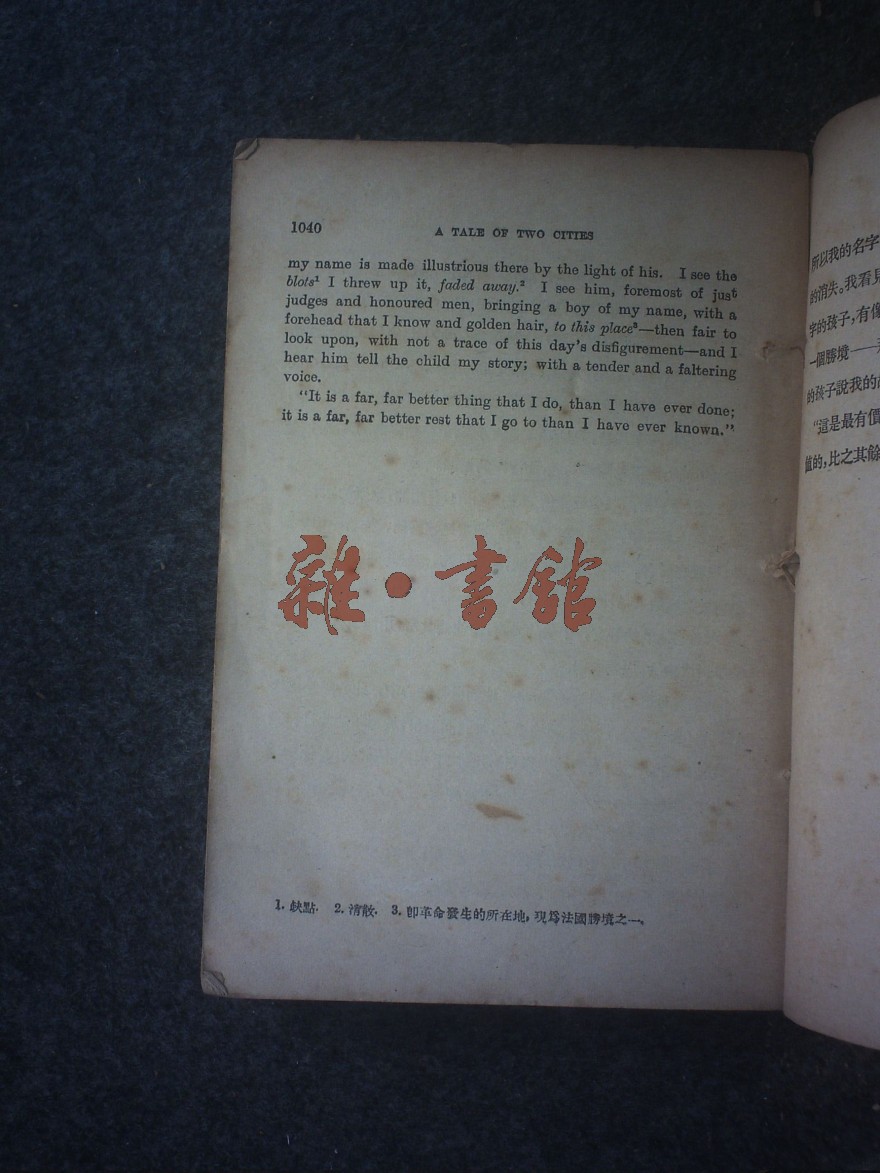 1040 A TALE OF TWO CITIES
my name is made illustrious there by the light of his. I see the
blots¹ I threw up it, faded away.² I see him, foremost of just
judges and honoured men, bringing a boy of my name, with a
forehead that I know and golden hair, to this place³—then fair to
look upon, with not a trace of this day's disfigurement—and I
hear him tell the child my story; with a tender and a faltering
voice.
"It is a far, far better thing that I do, than I have ever done;
it is a far, far better rest that I go to than I have ever known."
雜·書館
1. 缺點. 2. 消散. 3. 卽革命發生的所在地, 現爲法國勝境之一.
所以我的名字
的消失。我看見
字的孩子,有像
一個勝境——
的孩子說我的
“這是最有價
值的,比之其餘